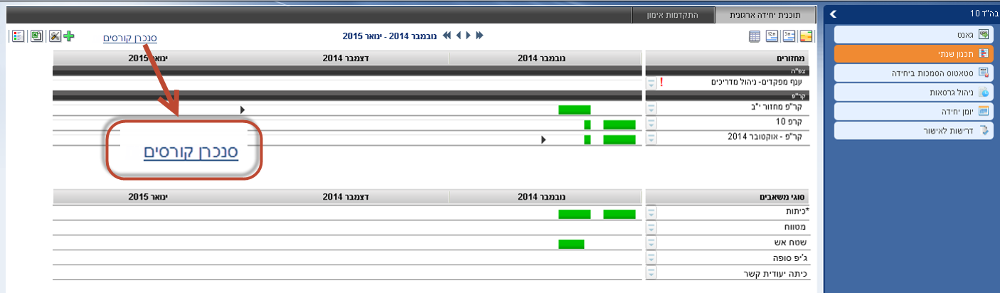 בה"ד 10
גאנט
תכנון שנתי
סטאטוס הסמכות ביחידה
ניהול גרסאות
יומן יחידה
דרישות לאישור
תוכנית יחידה ארגונית
התקדמות אימון
נובמבר 2014 - ינואר 2015
סנכרן קורסים
מחזורים
נובמבר 2014
דצמבר 2014
ינואר 2015
צפ"ה
ענף מפקדים- ניהול מדריכים
קר"פ
קר"פ מחזור י"ב
קרפ 10
קר"פ - אוקטובר 2014
סנכרן קורסים
סוגי משאבים
נובמבר 2014
דצמבר 2014
ינואר 2015
*כיתות
מטווח
שטח אש
ג'יפ סופה
כיתה יעודית קשר